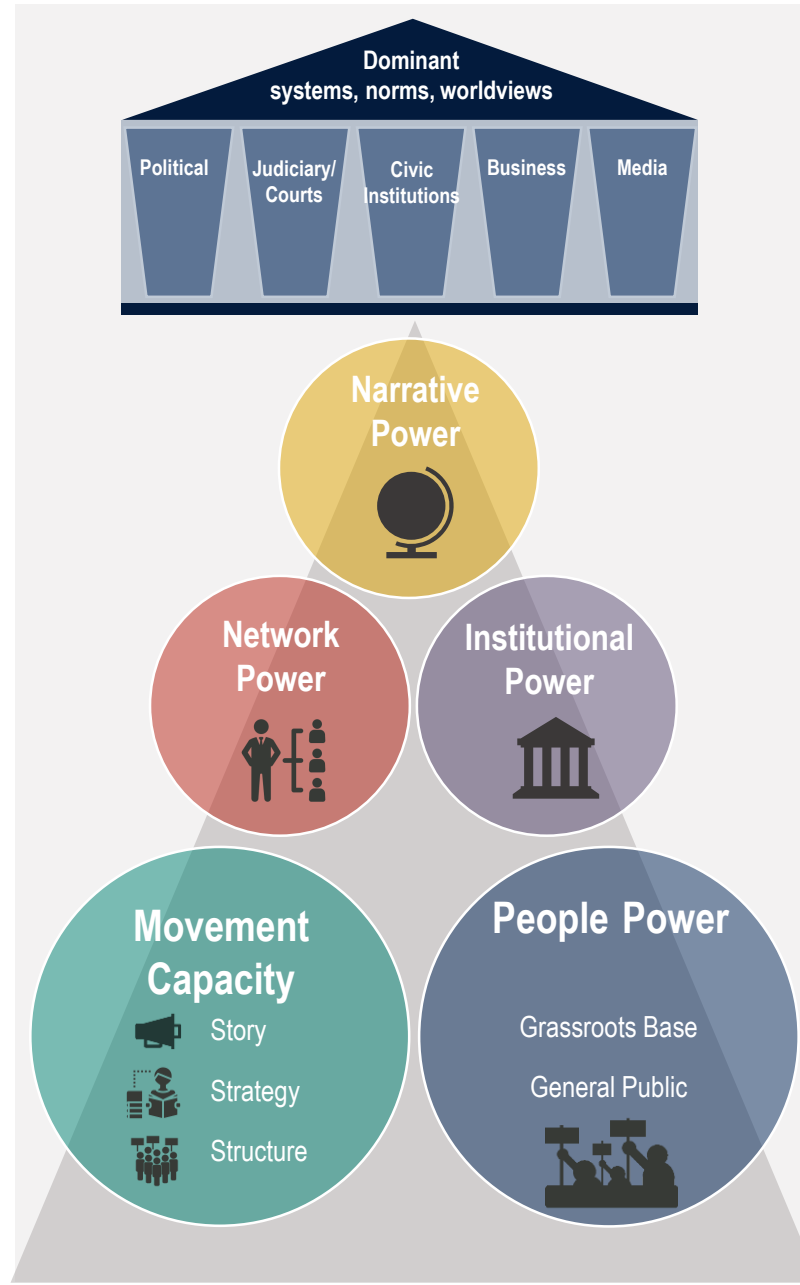 Dominant
systems, norms, worldviews
Political
Judiciary/
Courts
Civic
Institutions
Business
Media
Narrative
Power
Network
Power
Institutional
Power
Movement
Capacity
Story
Strategy
Structure
People Power
Grassroots Base
General Public